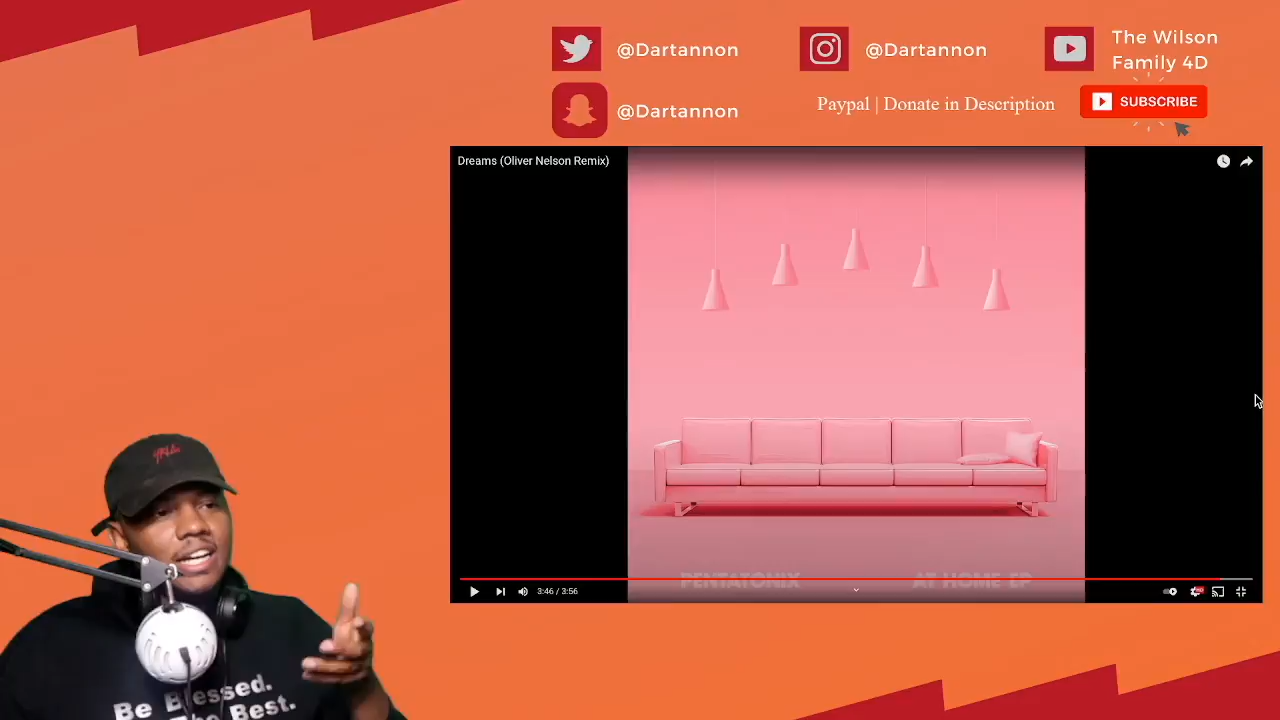 @Dartannon
@Dartannon
The Wilson
Family 4D
@Dartannon
Paypal | Donate in Description
SUBSCRIBE
Dreams (Oliver Nelson Remix)
PENTATONIX
AT HOME EP
3:46 / 3:56
Be Blessed.
The Best.